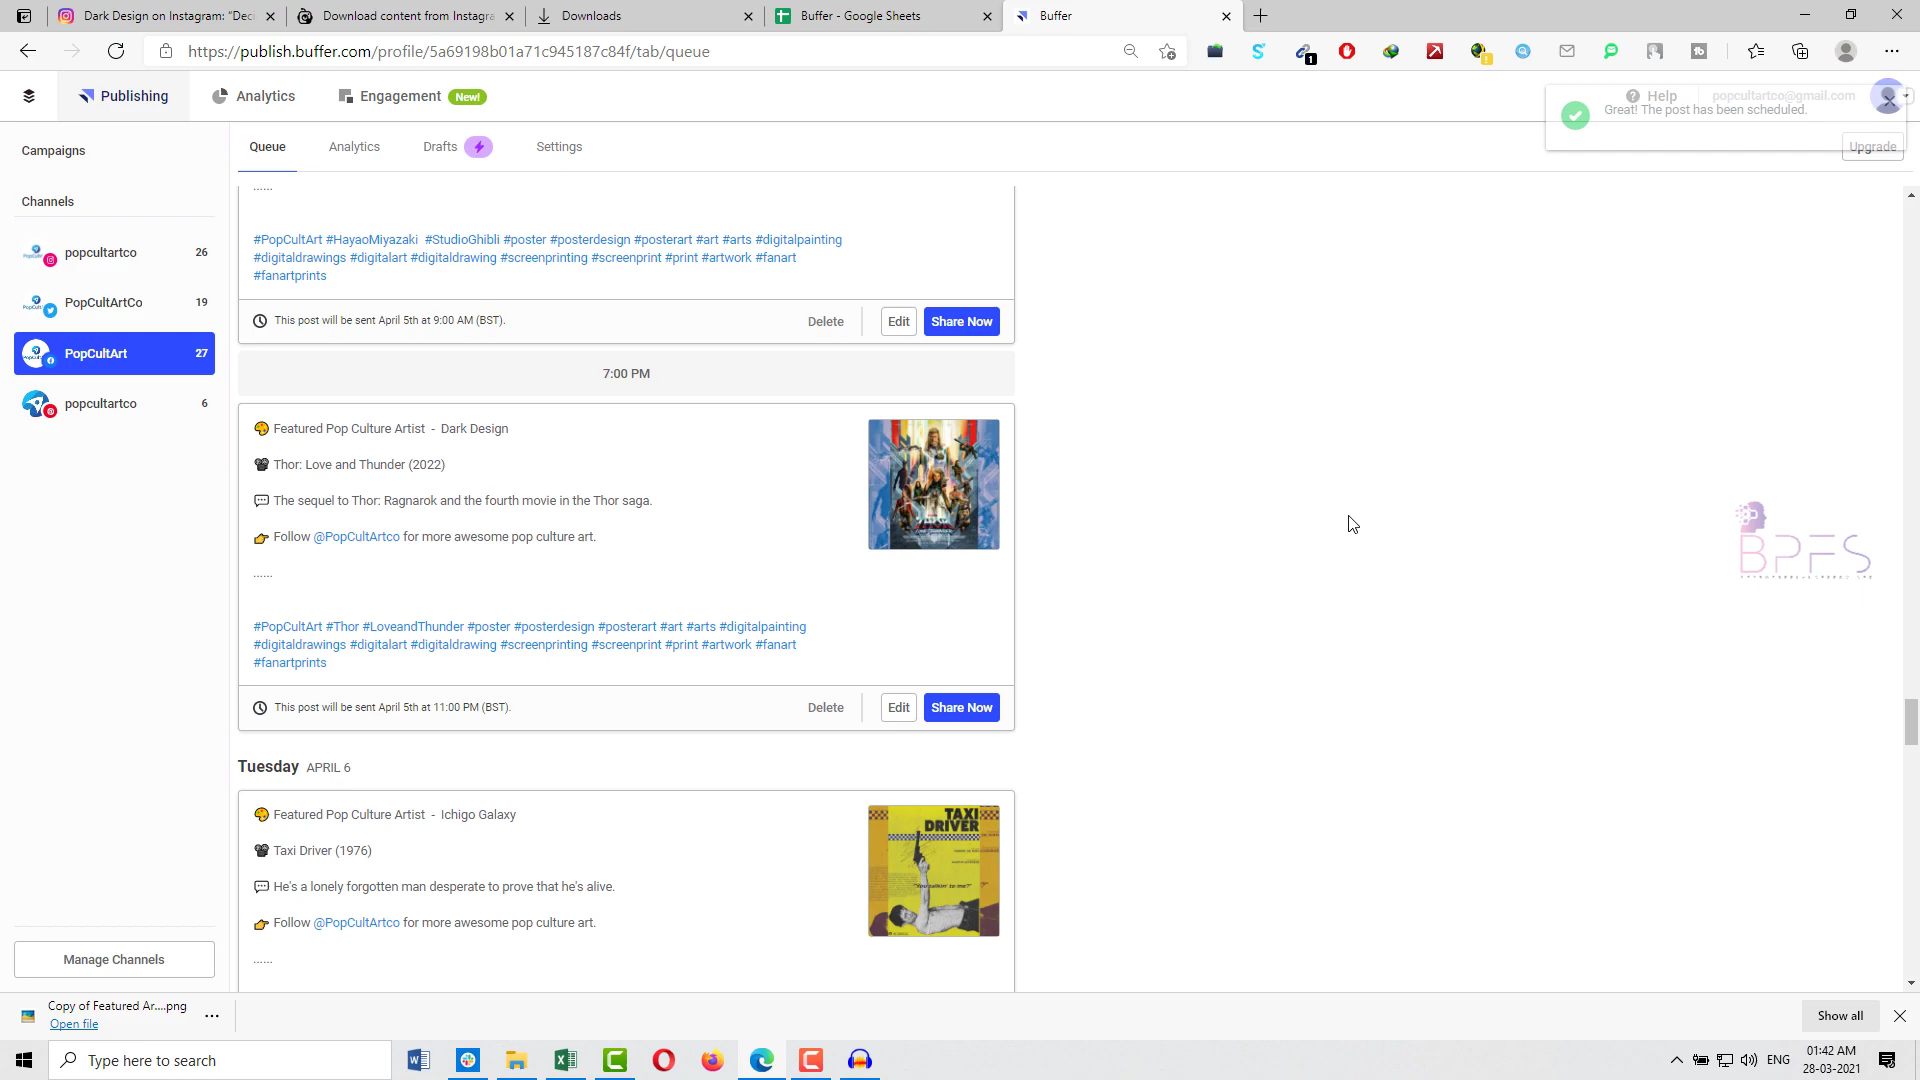 Dark Design on Instagram: "Deci
Download content from Instagra
Downloads
Buffer - Google Sheets
Buffer
https://publish.buffer.com/profile/5a69198b01a71c945187c84f/tab/queue
Publishing
Analytics
Engagement New!
Help
popcultartco@gmail.com
Great! The post has been scheduled.
Upgrade
Campaigns
Queue
Analytics
Drafts
Settings
Channels
popcultartco 26
PopCultArtCo 19
PopCultArt 27
popcultartco 6
Manage Channels
......
#PopCultArt #HayaoMiyazaki #StudioGhibli #poster #posterdesign #posterart #art #arts #digitalpainting
#digitaldrawings #digitalart #digitaldrawing #screenprinting #screenprint #print #artwork #fanart
#fanartprints
This post will be sent April 5th at 9:00 AM (BST).
Delete
Edit
Share Now
7:00 PM
Featured Pop Culture Artist - Dark Design
Thor: Love and Thunder (2022)
The sequel to Thor: Ragnarok and the fourth movie in the Thor saga.
Follow @PopCultArtco for more awesome pop culture art.
......
#PopCultArt #Thor #LoveandThunder #poster #posterdesign #posterart #art #arts #digitalpainting
#digitaldrawings #digitalart #digitaldrawing #screenprinting #screenprint #print #artwork #fanart
#fanartprints
This post will be sent April 5th at 11:00 PM (BST).
Delete
Edit
Share Now
Tuesday APRIL 6
Featured Pop Culture Artist - Ichigo Galaxy
Taxi Driver (1976)
He's a lonely forgotten man desperate to prove that he's alive.
Follow @PopCultArtco for more awesome pop culture art.
......
TAXI
DRIVER
BPFS
Copy of Featured Ar....png
Open file
Show all
Type here to search
ENG
01:42 AM
28-03-2021